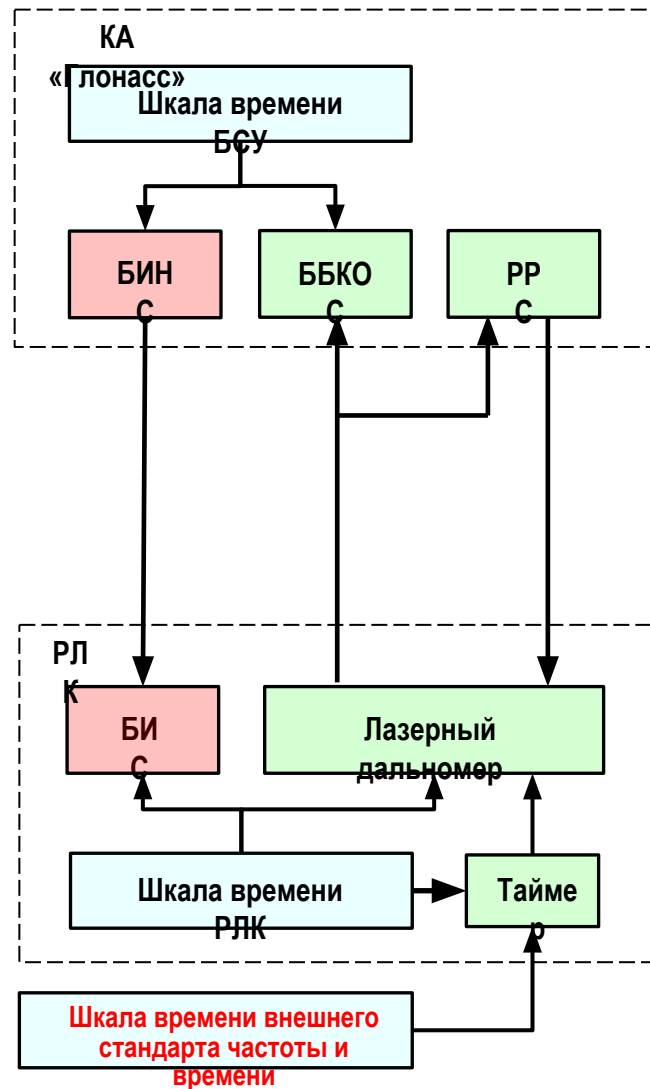 КА
«Глонасс»
Шкала времени
БСУ
БИН
С
ББКО
С
РР
С
РЛ
К
БИ
С
Лазерный
дальномер
Шкала времени
РЛК
Тайме
р
Шкала времени внешнего
стандарта частоты и
времени